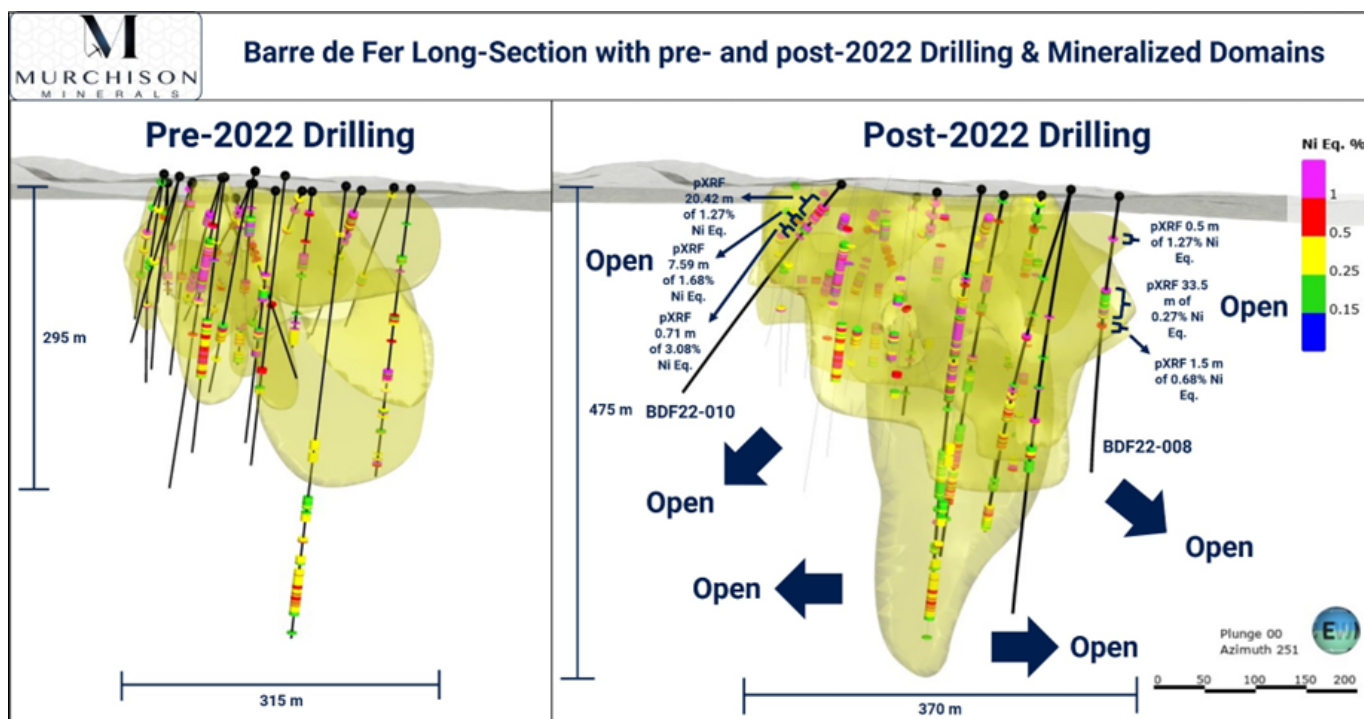 MURCHISON
MINERALS
Barre de Fer Long-Section with pre- and post-2022 Drilling & Mineralized Domains
Pre-2022 Drilling
295 m
315 m
Post-2022 Drilling
pXRF
20.42 m
of 1.27%
Ni Eq.
Open
pXRF
7.59 m
of 1.68%
Ni Eq.
pXRF
0.71 m
of 3.08%
Ni Eq.
475 m
BDF22-010
Open
Open
Open
370 m
pXRF 0.5 m
of 1.27% Ni
Eq.
pXRF 33.5
m of
0.27% Ni
Eq.
Open
pXRF 1.5 m
of 0.68% Ni
Eq.
BDF22-008
Open
Ni Eq. %
1
0.5
0.25
0.15
Plunge 00
Azimuth 251
EW
0 50 100 150 200